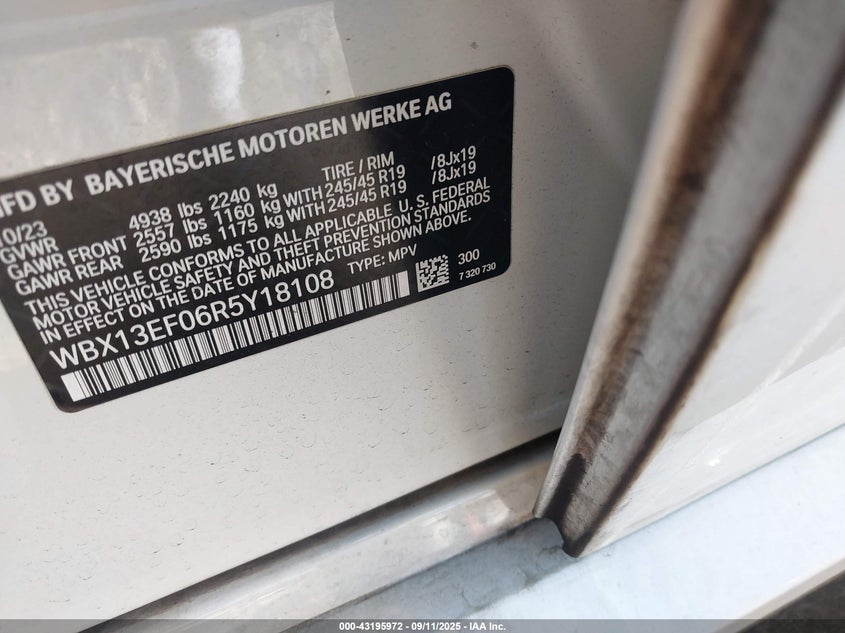 MFD BY BAYERISCHE MOTOREN WERKE AG
10/23 TIRE / RIM
GVWR 4938 lbs 2240 kg
GAWR FRONT 2557 lbs 1160 kg WITH 245/45 R19 /8Jx19
GAWR REAR 2590 lbs 1175 kg WITH 245/45 R19 /8Jx19
THIS VEHICLE CONFORMS TO ALL APPLICABLE U.S. FEDERAL
MOTOR VEHICLE SAFETY AND THEFT PREVENTION STANDARDS
IN EFFECT ON THE DATE OF MANUFACTURE SHOWN ABOVE.
WBX13EF06R5Y18108 TYPE: MPV 300
7 320 730
000-43195972 - 09/11/2025 - IAA Inc.